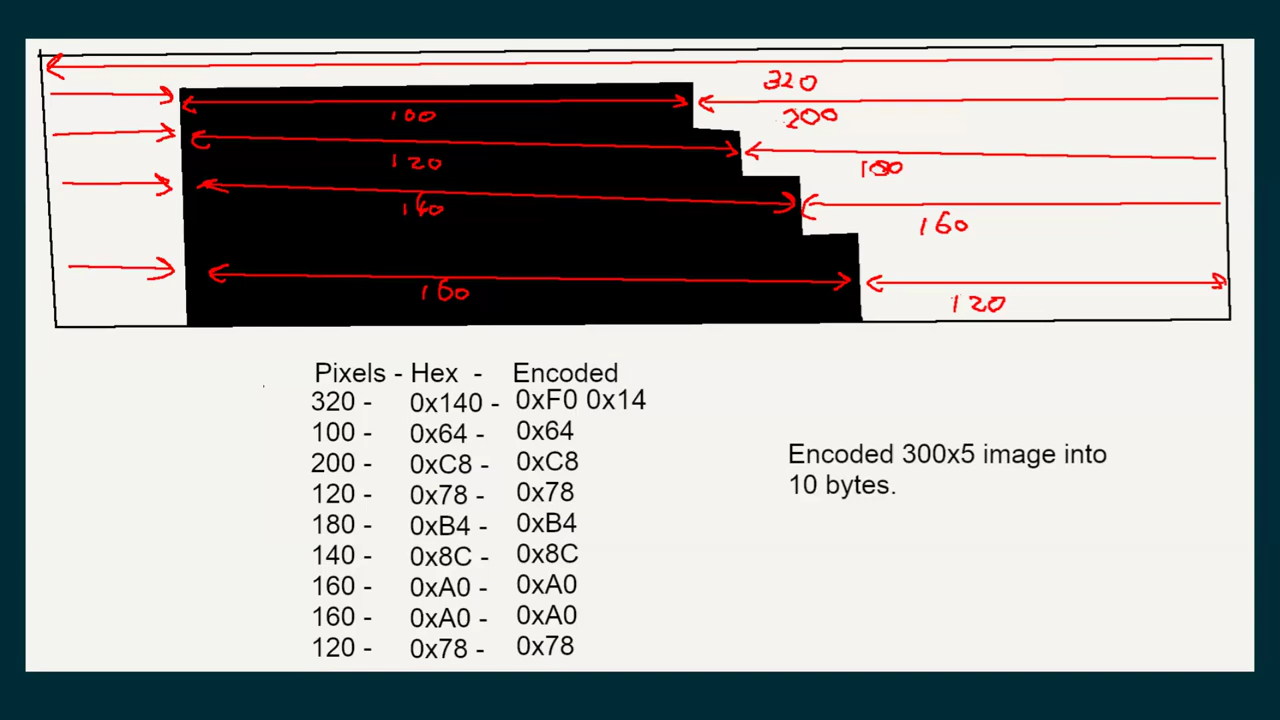 320
100
200
120
180
140
160
160
120
Pixels - Hex - Encoded
320 - 0x140 - 0xF0 0x14
100 - 0x64 - 0x64
200 - 0xC8 - 0xC8
120 - 0x78 - 0x78
180 - 0xB4 - 0xB4
140 - 0x8C - 0x8C
160 - 0xA0 - 0xA0
160 - 0xA0 - 0xA0
120 - 0x78 - 0x78
Encoded 300x5 image into
10 bytes.